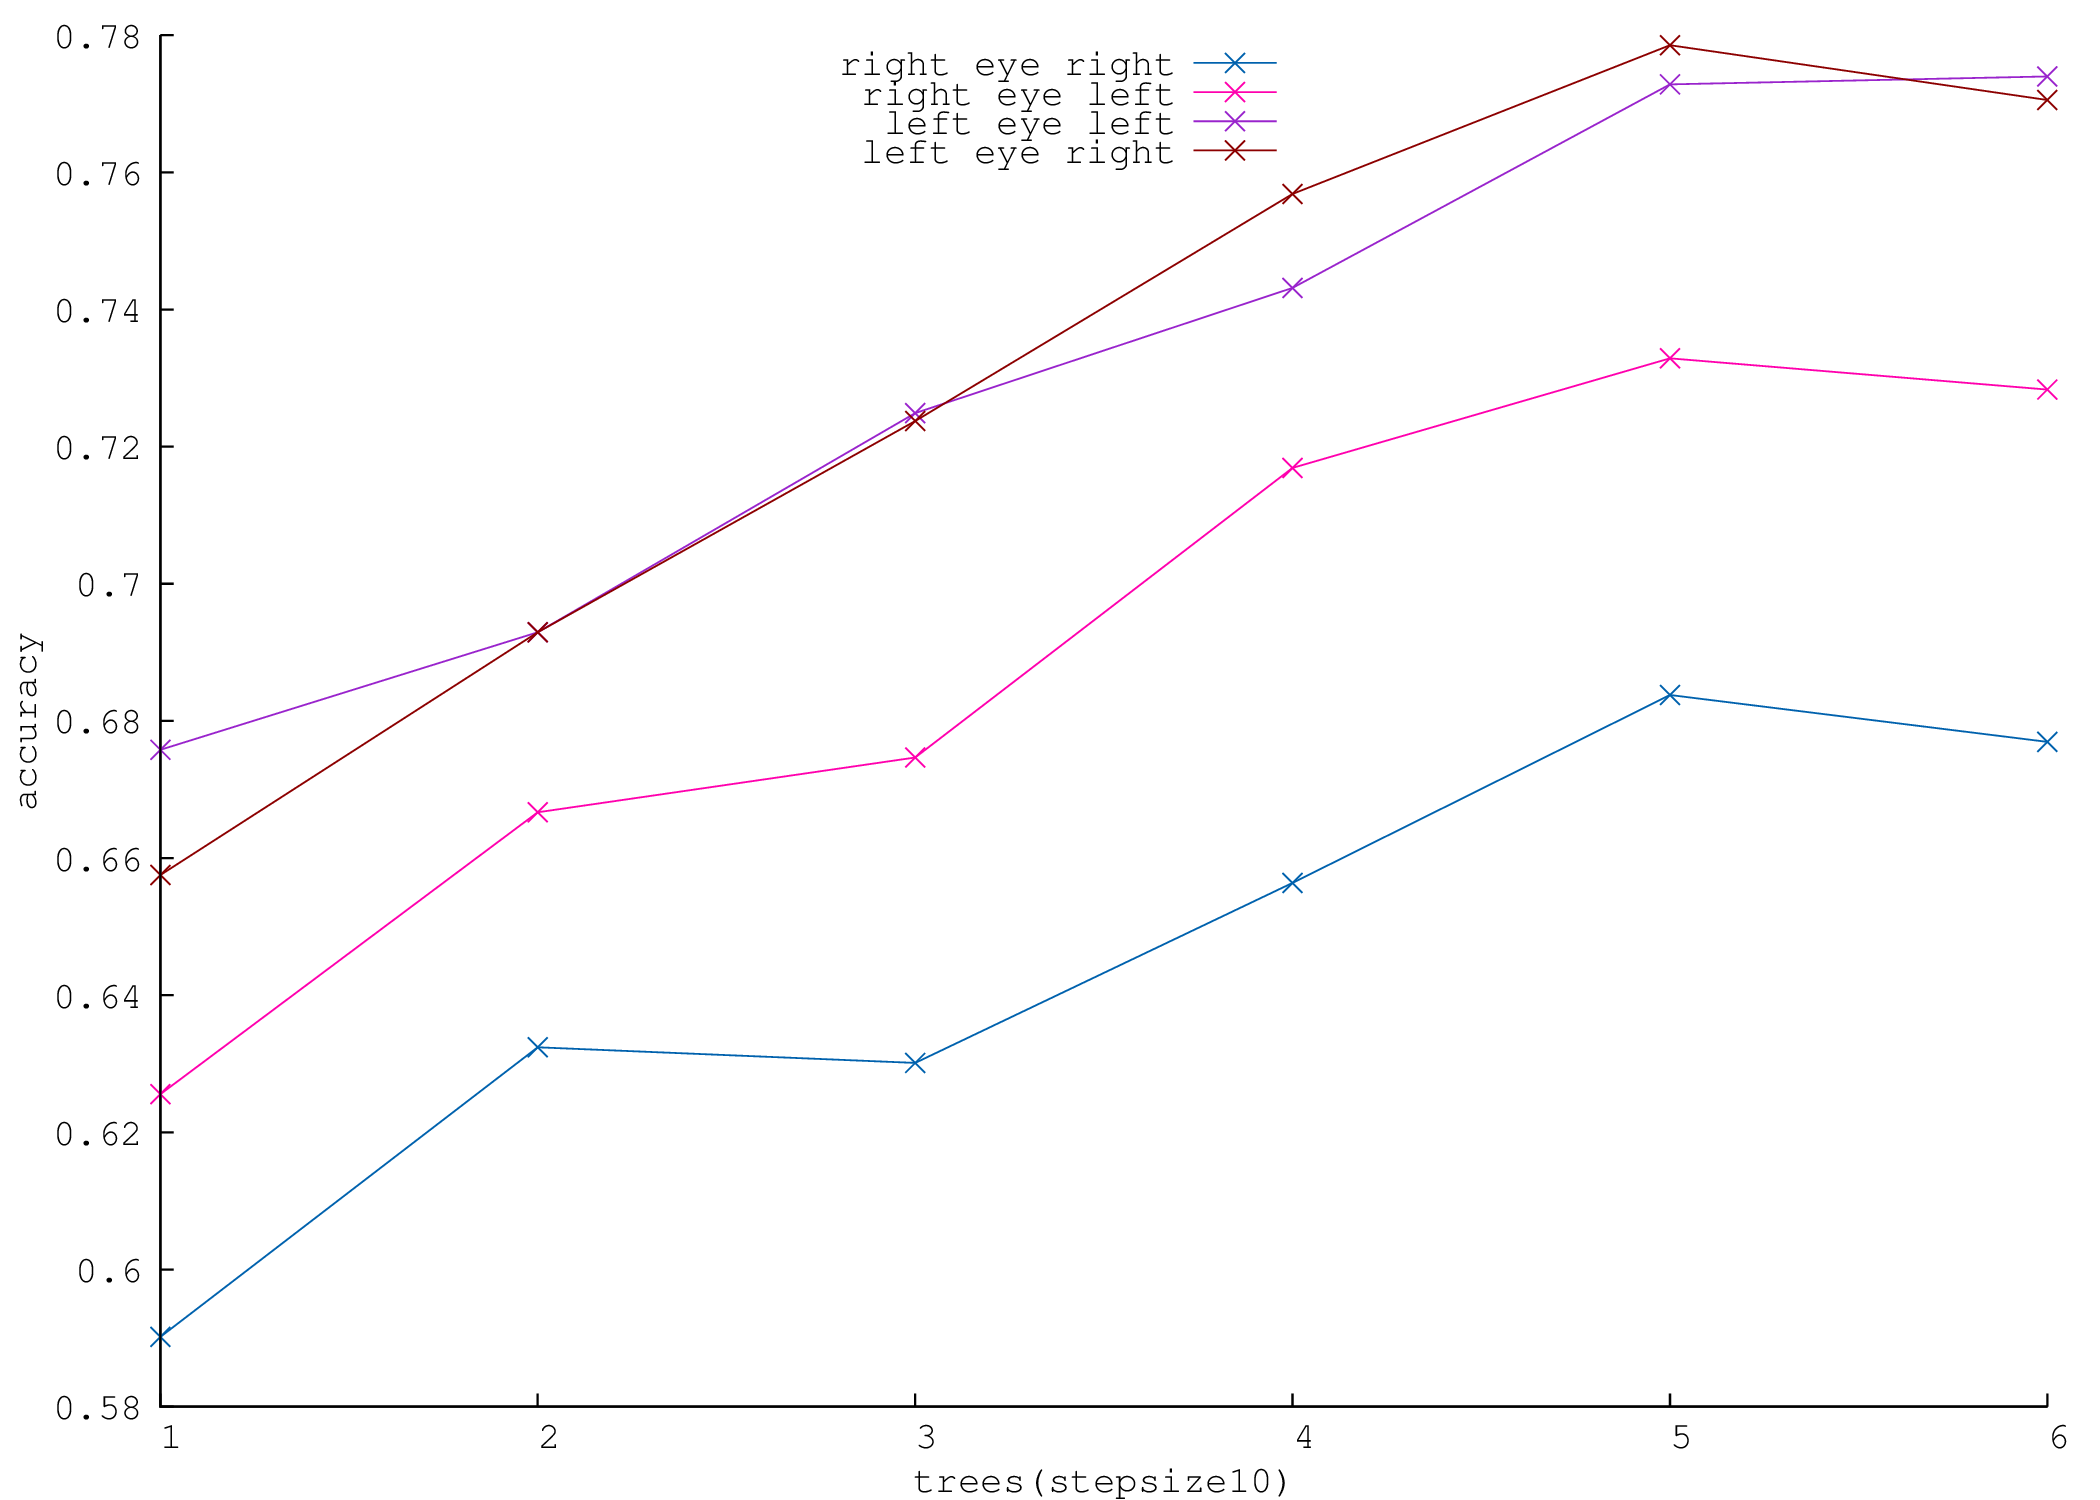 0.78
0.76
0.74
0.72
0.7
0.68
0.66
0.64
0.62
0.6
0.58
accuracy
right eye right
right eye left
left eye left
left eye right
1 2 3 4 5 6
trees(stepsize10)